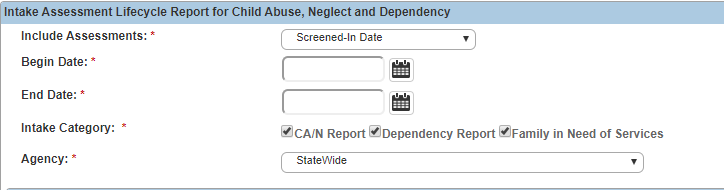 Intake Assessment Lifecycle Report for Child Abuse, Neglect and Dependency
Include Assessments: * Screened-In Date
Begin Date: *
End Date: *
Intake Category: * CA/N Report Dependency Report Family in Need of Services
Agency: * StateWide